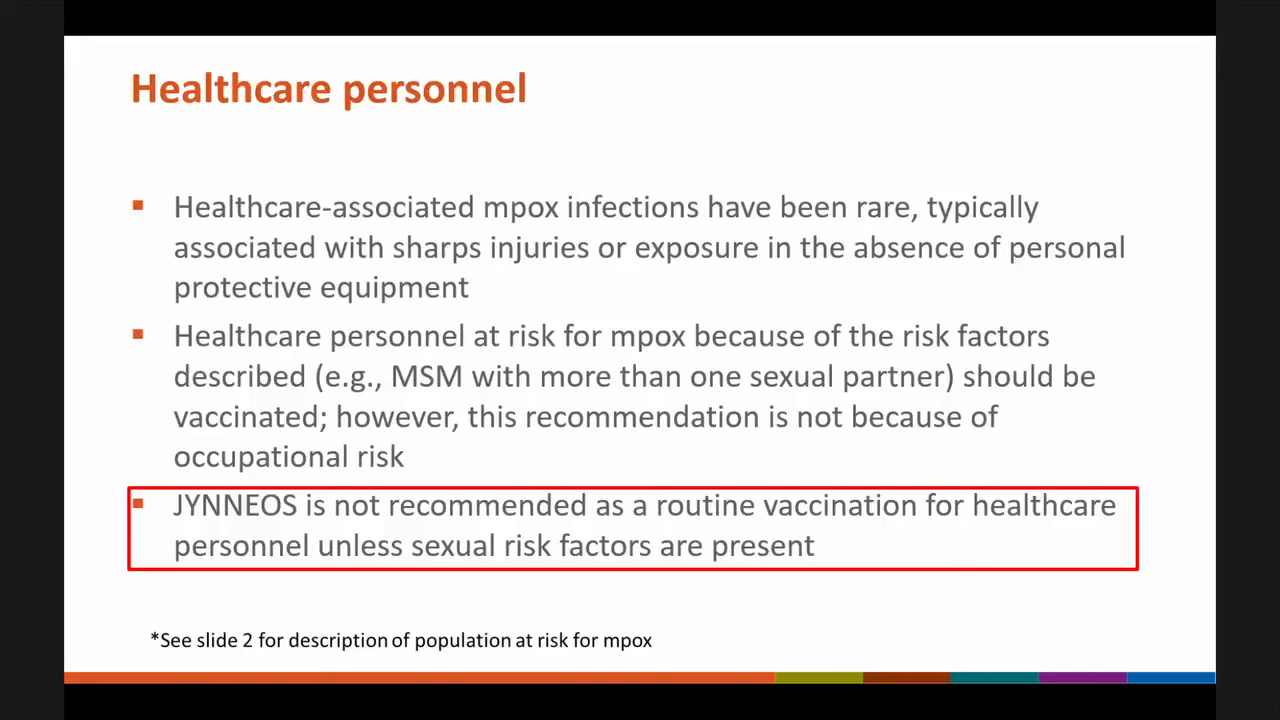 Healthcare personnel
▪ Healthcare-associated mpox infections have been rare, typically
associated with sharps injuries or exposure in the absence of personal
protective equipment
▪ Healthcare personnel at risk for mpox because of the risk factors
described (e.g., MSM with more than one sexual partner) should be
vaccinated; however, this recommendation is not because of
occupational risk
▪ JYNNEOS is not recommended as a routine vaccination for healthcare
personnel unless sexual risk factors are present
*See slide 2 for description of population at risk for mpox